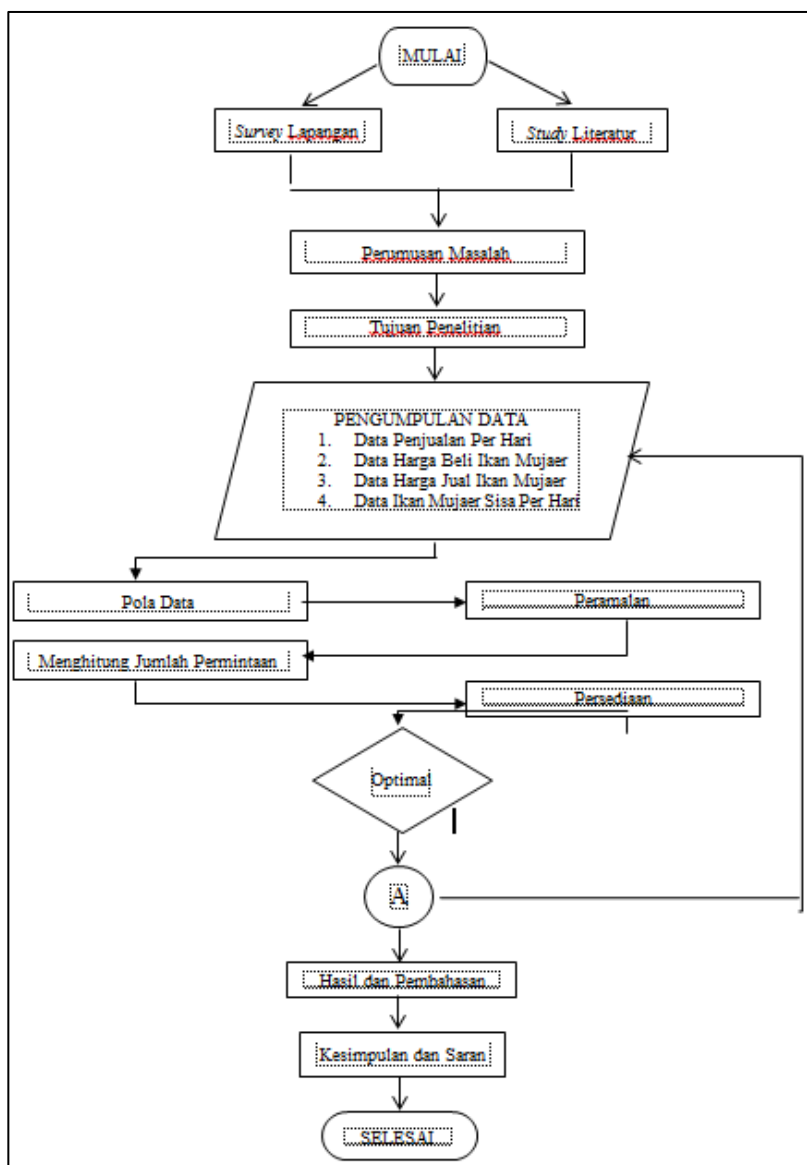 MULAI
Survey Lapangan
Study Literatur
Perumusan Masalah
Tujuan Penelitian
PENGUMPULAN DATA
1. Data Penjualan Per Hari
2. Data Harga Beli Ikan Mujaer
3. Data Harga Jual Ikan Mujaer
4. Data Ikan Mujaer Sisa Per Hari
Pola Data
Peramalan
Menghitung Jumlah Permintaan
Persediaan
Optimal
A
Hasil dan Pembahasan
Kesimpulan dan Saran
SELESAI